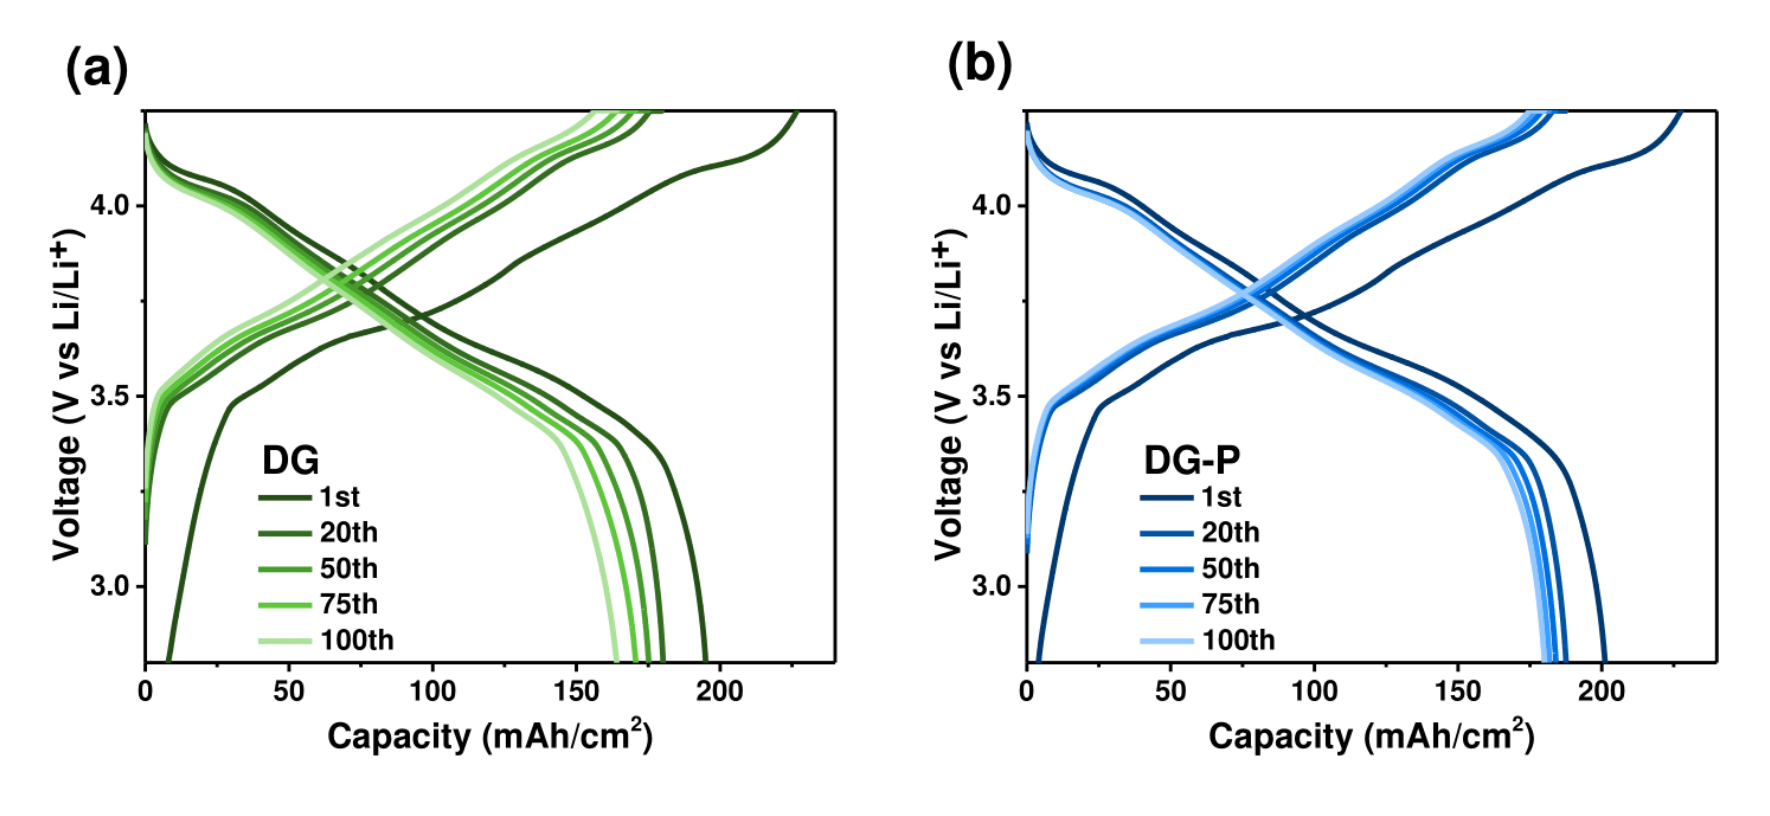 (a)
4.0
3.5
3.0
Voltage (V vs Li/Li⁺)
DG
1st
20th
50th
75th
100th
0 50 100 150 200
Capacity (mAh/cm²)
(b)
4.0
3.5
3.0
Voltage (V vs Li/Li⁺)
DG-P
1st
20th
50th
75th
100th
0 50 100 150 200
Capacity (mAh/cm²)